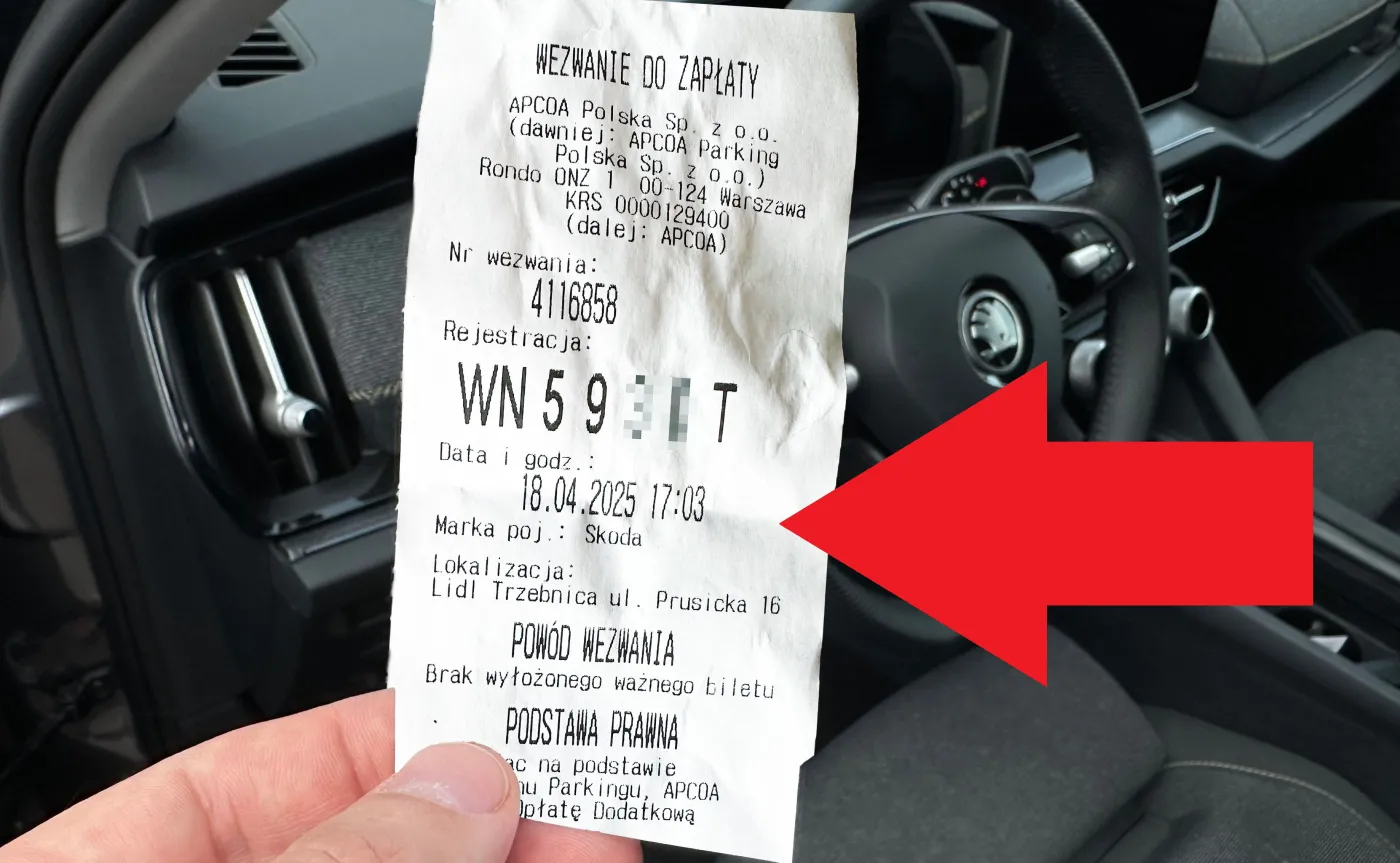 WEZWANIE DO ZAPŁATY
APCOA Polska Sp. z o.o.
(dawniej: APCOA Parking
Polska Sp. z o.o.)
Rondo ONZ 1 00-124 Warszawa
KRS 0000129400
(dalej: APCOA)
Nr wezwania:
4116858
Rejestracja:
WN 5 9 T
Data i godz.:
18.04.2025 17:03
Marka poj.: Skoda
Lokalizacja:
Lidl Trzebnica ul. Prusicka 16
POWÓD WEZWANIA
Brak wyłożonego ważnego biletu
PODSTAWA PRAWNA
na podstawie
Parkingu, APCOA
Opłatę Dodatkową